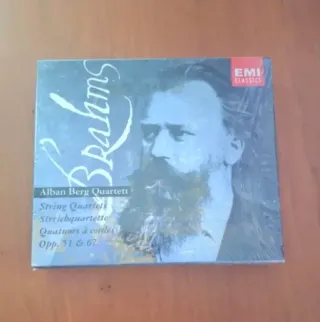 Brahms
EMI
CLASSICS
Alban Berg Quartett
String Quartets
Streichquartette
Quatuors à cordes
Opp. 51 & 67